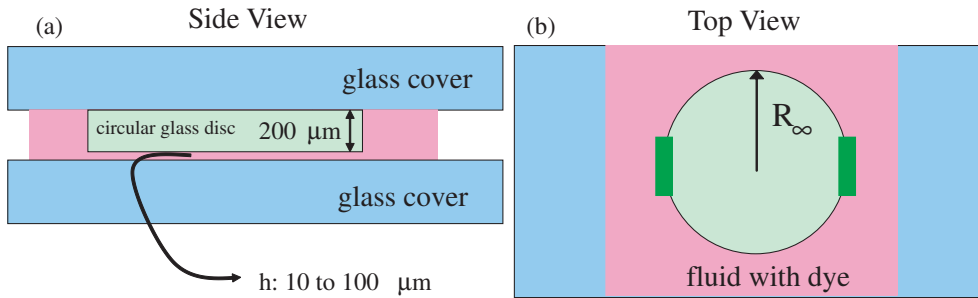 (a)
Side View
glass cover
circular glass disc
200 μm
glass cover
h: 10 to 100 μm
(b)
Top View
R∞
fluid with dye